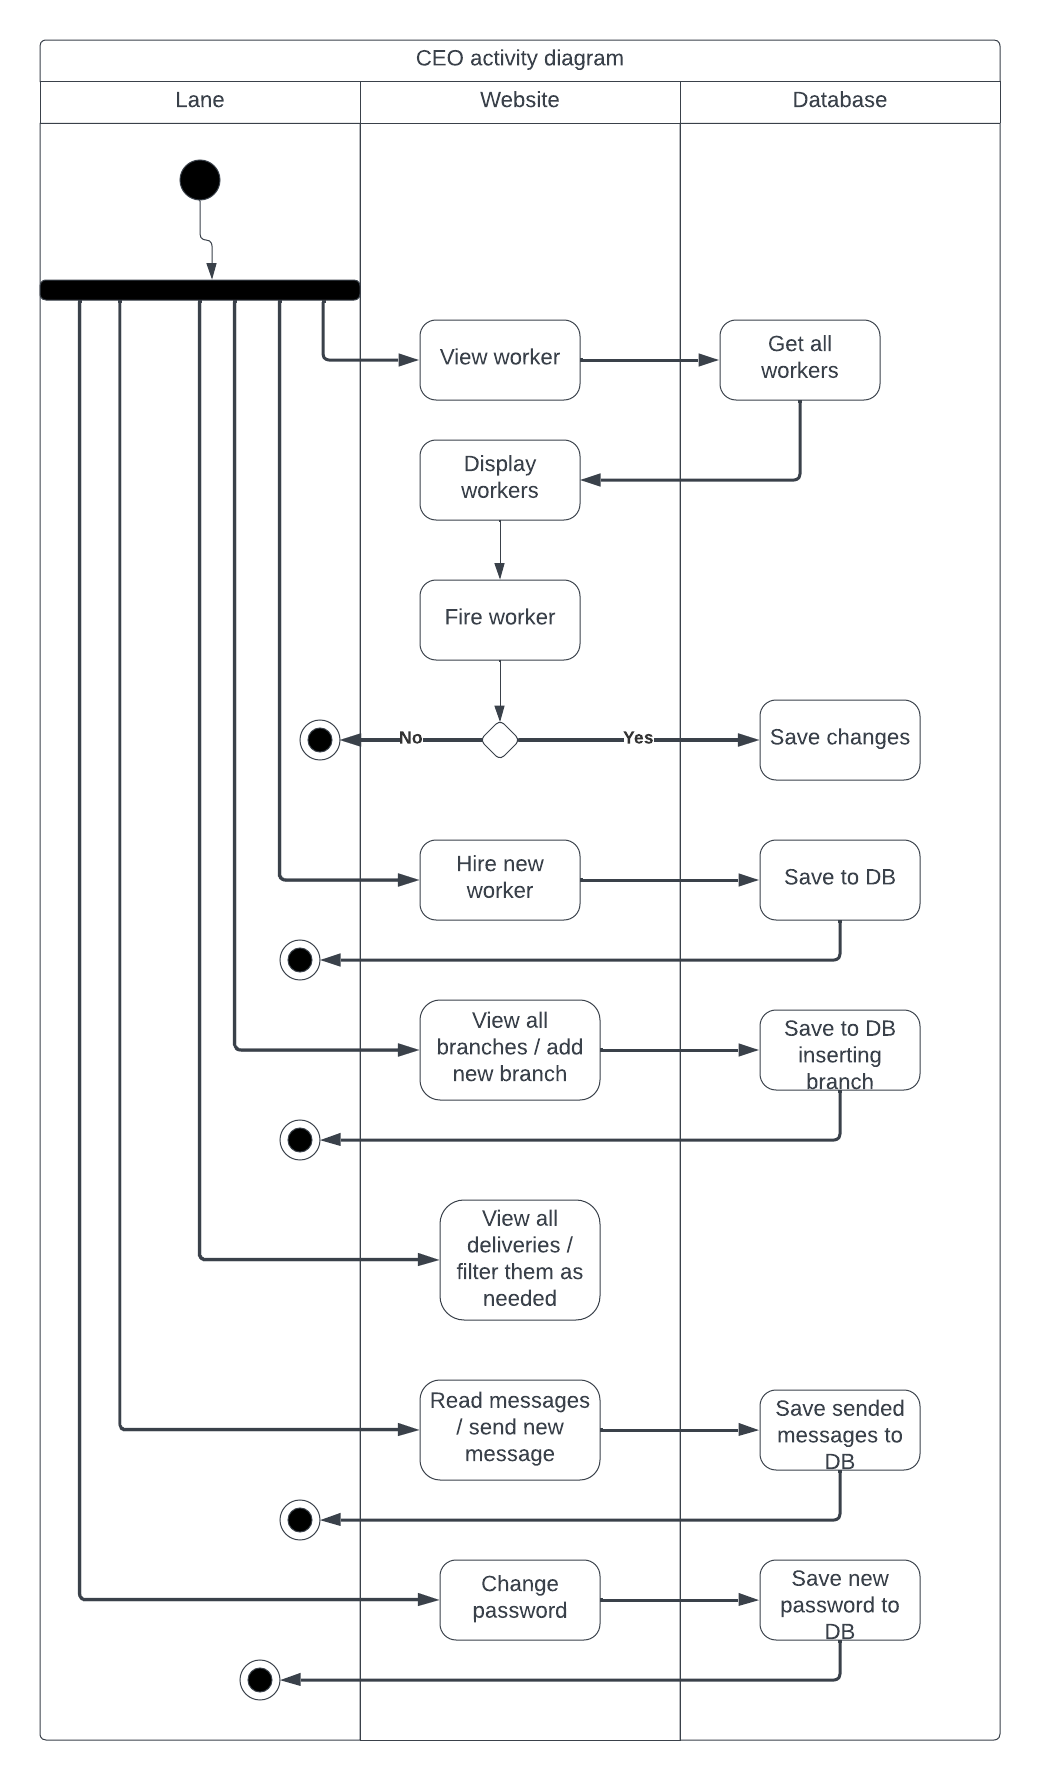 CEO activity diagram
Lane
Website
Database
View worker
Get all
workers
Display
workers
Fire worker
No
Yes
Save changes
Hire new
worker
Save to DB
View all
branches / add
new branch
Save to DB
inserting
branch
View all
deliveries /
filter them as
needed
Read messages
/ send new
message
Save sended
messages to
DB
Change
password
Save new
password to
DB